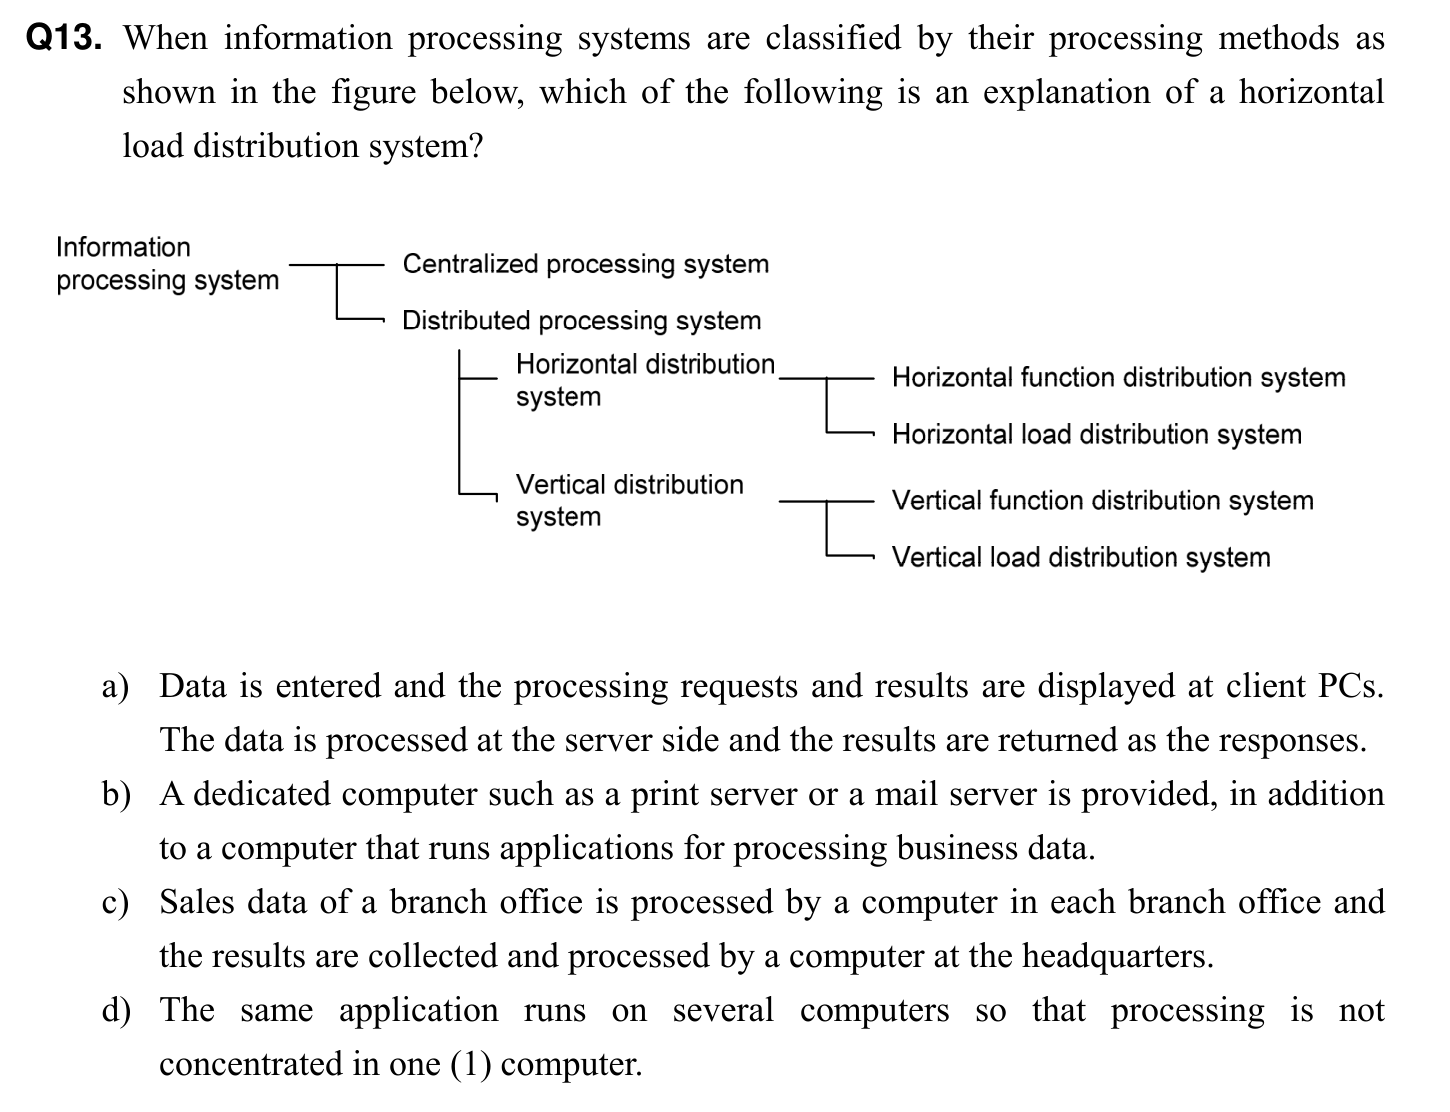 Q13. When information processing systems are classified by their processing methods as
shown in the figure below, which of the following is an explanation of a horizontal
load distribution system?
Information
processing system
Centralized processing system
Distributed processing system
Horizontal distribution
system
Horizontal function distribution system
Horizontal load distribution system
Vertical distribution
system
Vertical function distribution system
Vertical load distribution system
a) Data is entered and the processing requests and results are displayed at client PCs.
The data is processed at the server side and the results are returned as the responses.
b) A dedicated computer such as a print server or a mail server is provided, in addition
to a computer that runs applications for processing business data.
c) Sales data of a branch office is processed by a computer in each branch office and
the results are collected and processed by a computer at the headquarters.
d) The same application runs on several computers so that processing is not
concentrated in one (1) computer.